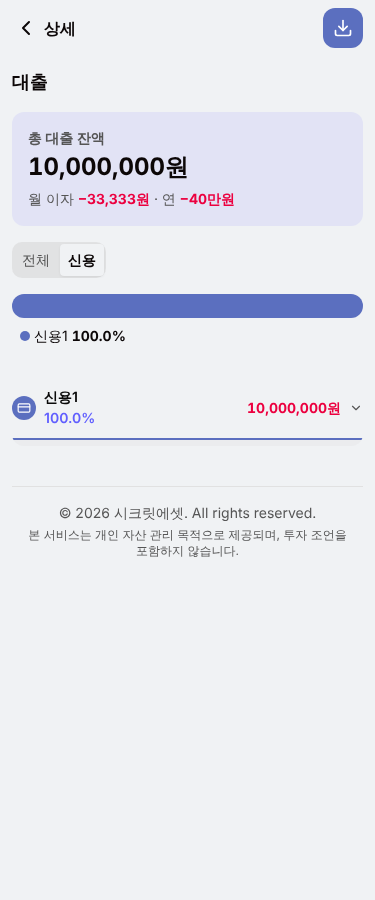 상세
대출
총 대출 잔액
10,000,000원
월 이자 −33,333원 · 연 −40만원
전체 신용
신용1 100.0%
신용1
100.0%
10,000,000원
© 2026 시크릿에셋. All rights reserved.
본 서비스는 개인 자산 관리 목적으로 제공되며, 투자 조언을
포함하지 않습니다.